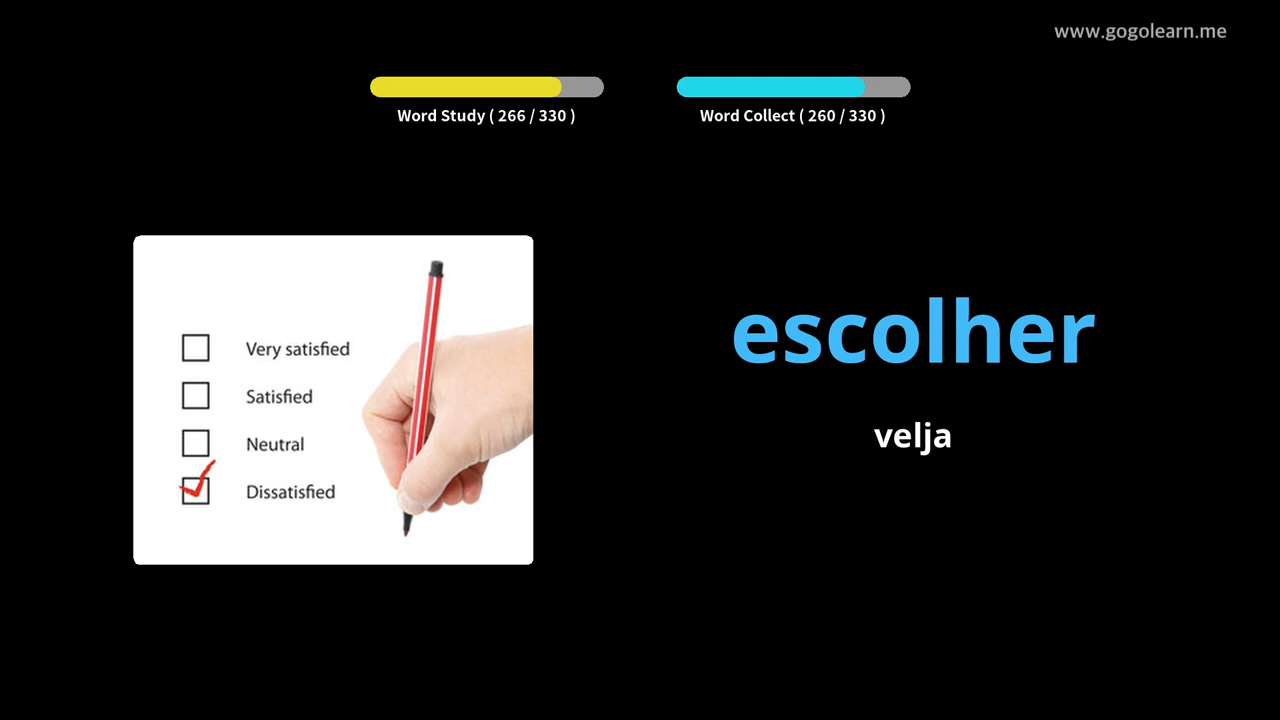 www.gogolearn.me
Word Study ( 266 / 330 )
Word Collect ( 260 / 330 )
Very satisfied
Satisfied
Neutral
Dissatisfied
escolher
velja